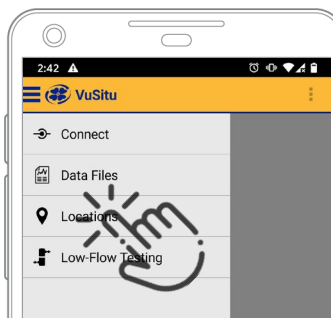 2:42
VuSitu
Connect
Data Files
Locations
Low-Flow Testing